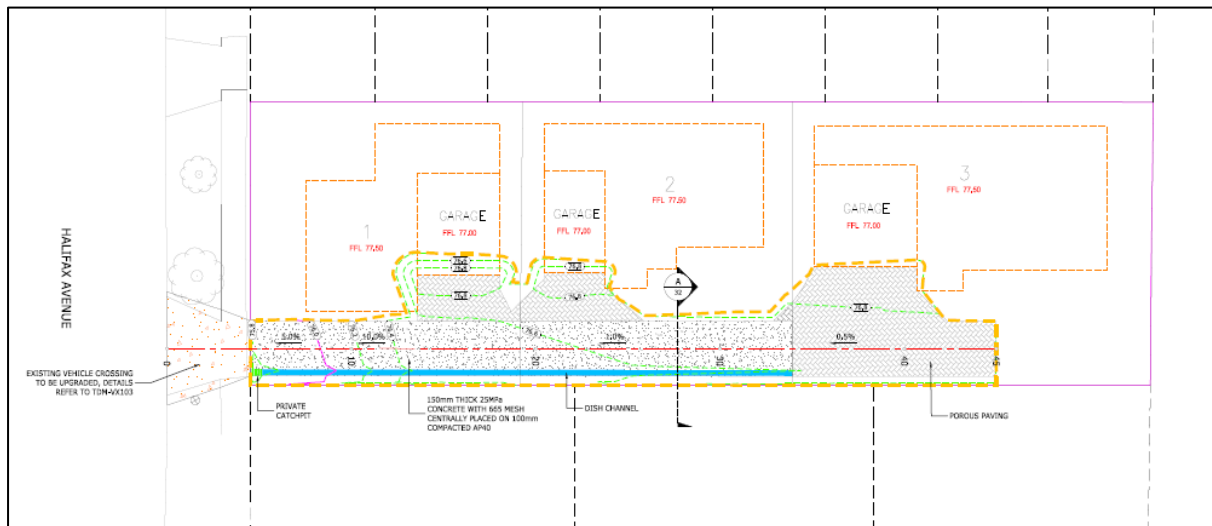 HALIFAX AVENUE
1
FFL 77.50
GARAGE
FFL 77.00
2
FFL 77.50
GARAGE
FFL 77.00
3
FFL 77.50
GARAGE
FFL 77.00
A
32
5.0%
10.0%
1.0%
0.5%
0
10
20
30
40
45
EXISTING VEHICLE CROSSING
TO BE UPGRADED, DETAILS
REFER TO TDM-VX103
PRIVATE
CATCHPIT
150mm THICK 25MPa
CONCRETE WITH 665 MESH
CENTRALLY PLACED ON 100mm
COMPACTED AP40
DISH CHANNEL
POROUS PAVING